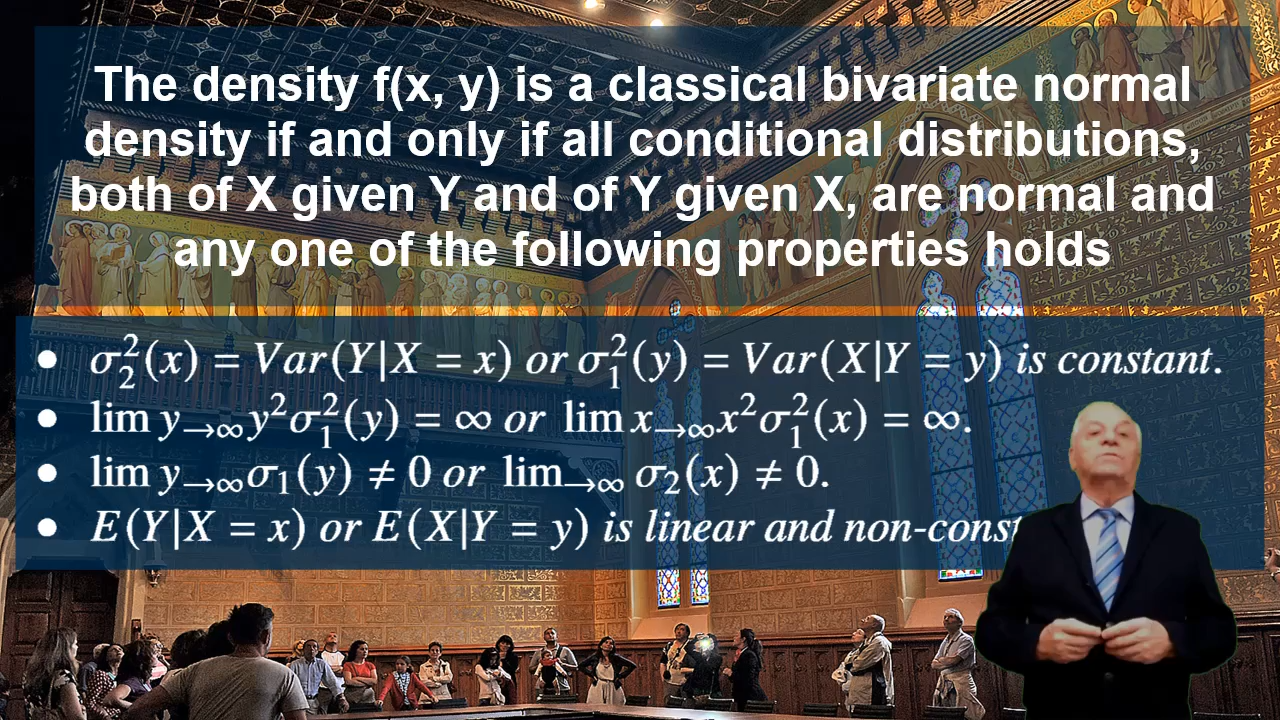 The density f(x, y) is a classical bivariate normal
density if and only if all conditional distributions,
both of X given Y and of Y given X, are normal and
any one of the following properties holds
• σ₂²(x) = Var(Y|X = x) or σ₁²(y) = Var(X|Y = y) is constant.
• lim y→∞ y²σ₁²(y) = ∞ or lim x→∞ x²σ₁²(x) = ∞.
• lim y→∞ σ₁(y) ≠ 0 or lim→∞ σ₂(x) ≠ 0.
• E(Y|X = x) or E(X|Y = y) is linear and